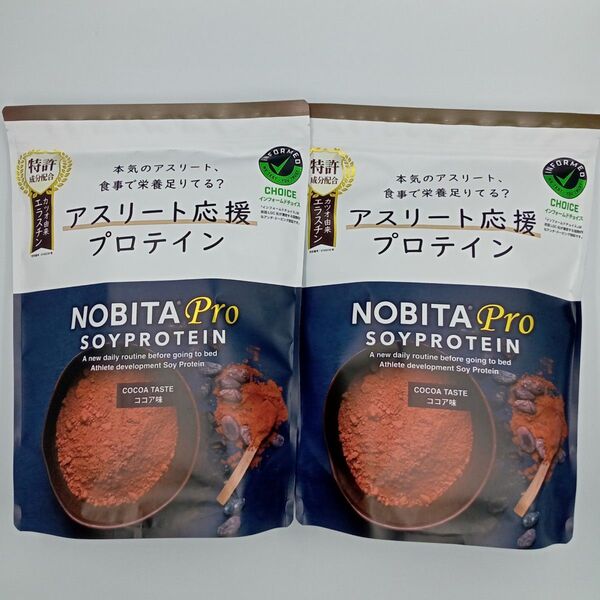 特許
成分配合
カツオ由来
エラスチン
本気のアスリート、
食事で栄養足りてる?
アスリート応援
プロテイン
INFORMED
CHOICE
インフォームドチョイス
NOBITA Pro
SOYPROTEIN
A new daily routine before going to bed
Athlete development Soy Protein
COCOA TASTE
ココア味
特許
成分配合
カツオ由来
エラスチン
本気のアスリート、
食事で栄養足りてる?
アスリート応援
プロテイン
INFORMED
CHOICE
インフォームドチョイス
NOBITA Pro
SOYPROTEIN
A new daily routine before going to bed
Athlete development Soy Protein
COCOA TASTE
ココア味